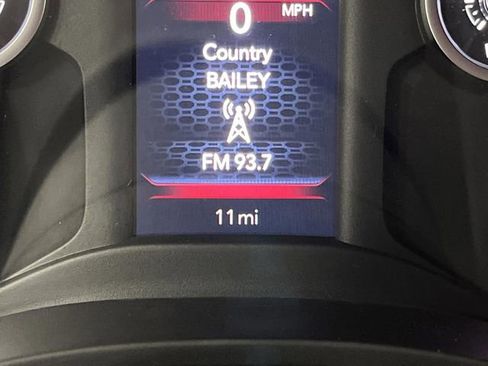 0 MPH
Country
BAILEY
FM 93.7
11 mi